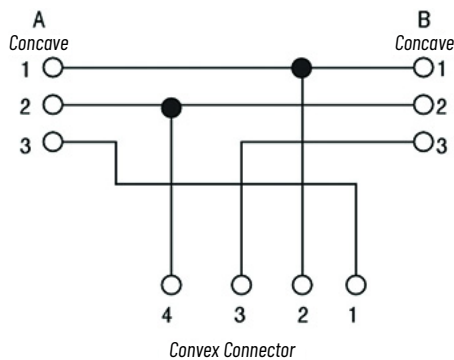 A B
Concave Concave
1 1
2 2
3 3
4 3 2 1
Convex Connector